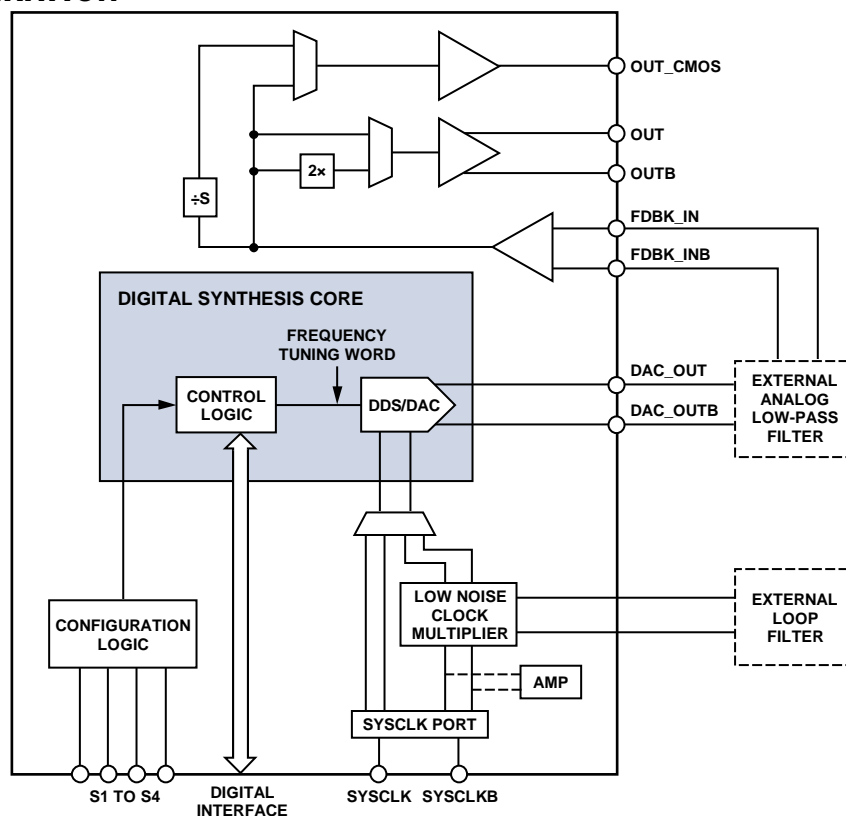 OUT_CMOS
OUT
2×
OUTB
÷S
FDBK_IN
FDBK_INB
DIGITAL SYNTHESIS CORE
FREQUENCY
TUNING WORD
CONTROL
LOGIC
DDS/DAC
DAC_OUT
DAC_OUTB
EXTERNAL
ANALOG
LOW-PASS
FILTER
LOW NOISE
CLOCK
MULTIPLIER
EXTERNAL
LOOP
FILTER
CONFIGURATION
LOGIC
AMP
SYSCLK PORT
S1 TO S4
DIGITAL
INTERFACE
SYSCLK
SYSCLKB